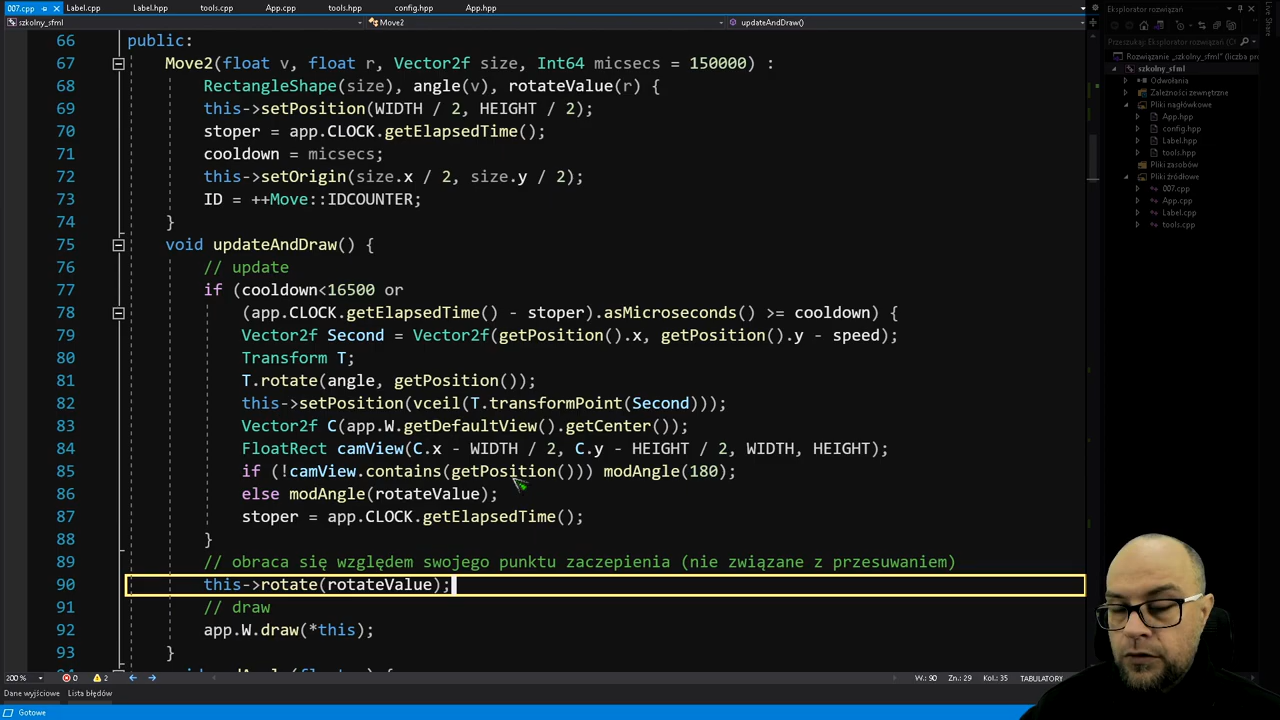 007.cpp Label.cpp Label.hpp tools.cpp App.cpp tools.hpp config.hpp App.hpp
szkolny_sfml Move2 updateAndDraw()
66 public:
67 Move2(float v, float r, Vector2f size, Int64 micsecs = 150000) :
68 RectangleShape(size), angle(v), rotateValue(r) {
69 this->setPosition(WIDTH / 2, HEIGHT / 2);
70 stoper = app.CLOCK.getElapsedTime();
71 cooldown = micsecs;
72 this->setOrigin(size.x / 2, size.y / 2);
73 ID = ++Move::IDCOUNTER;
74 }
75 void updateAndDraw() {
76 // update
77 if (cooldown<16500 or
78 (app.CLOCK.getElapsedTime() - stoper).asMicroseconds() >= cooldown) {
79 Vector2f Second = Vector2f(getPosition().x, getPosition().y - speed);
80 Transform T;
81 T.rotate(angle, getPosition());
82 this->setPosition(vceil(T.transformPoint(Second)));
83 Vector2f C(app.W.getDefaultView().getCenter());
84 FloatRect camView(C.x - WIDTH / 2, C.y - HEIGHT / 2, WIDTH, HEIGHT);
85 if (!camView.contains(getPosition())) modAngle(180);
86 else modAngle(rotateValue);
87 stoper = app.CLOCK.getElapsedTime();
88 }
89 // obraca się względem swojego punktu zaczepienia (nie związane z przesuwaniem)
90 this->rotate(rotateValue);
91 // draw
92 app.W.draw(*this);
93 }
200 % 0 2 W.: 90 Zn.: 29 Kol.: 35 TABULATORY
Dane wyjściowe Lista błędów
Gotowe
Eksplorator rozwiązań
Przeszukaj: Eksplorator rozwiązań
Rozwiązanie „szkolny_sfml” (liczba
szkolny_sfml
Odwołania
Zależności zewnętrzne
Pliki nagłówkowe
App.hpp
config.hpp
Label.hpp
tools.hpp
Pliki zasobów
Pliki źródłowe
007.cpp
App.cpp
Label.cpp
tools.cpp
Live Share